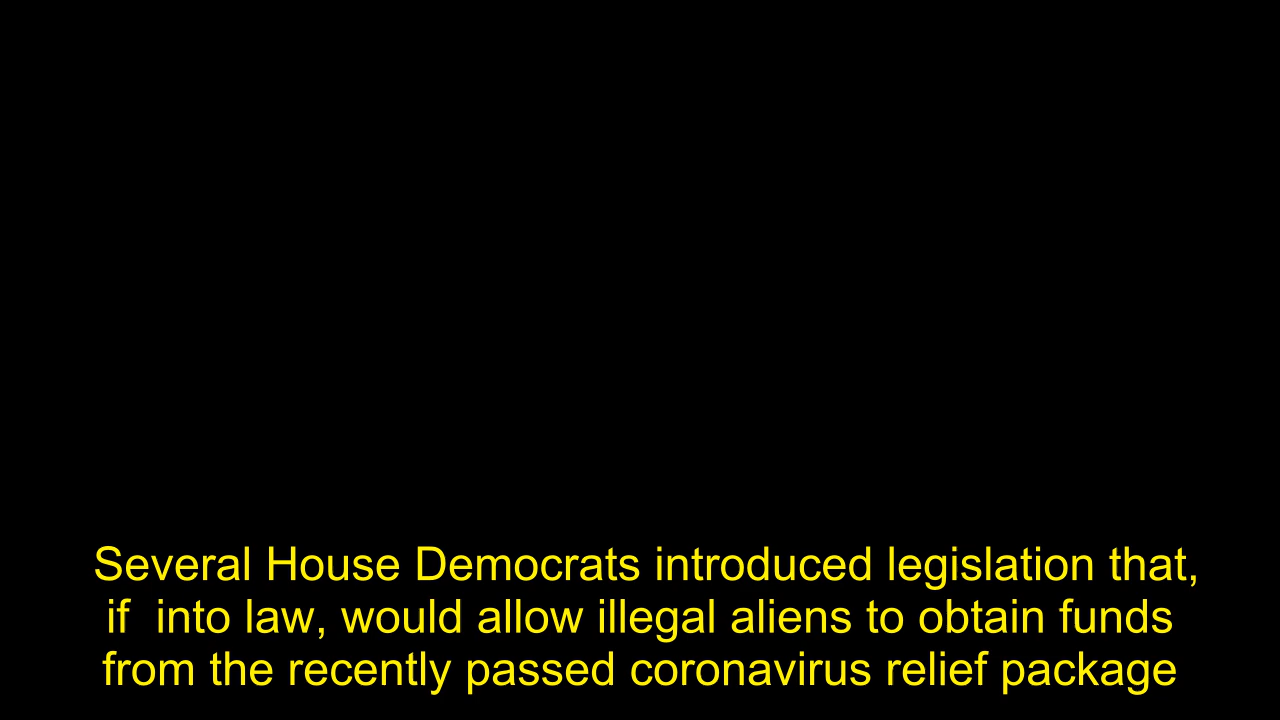 Several House Democrats introduced legislation that,
if  into law, would allow illegal aliens to obtain funds
from the recently passed coronavirus relief package